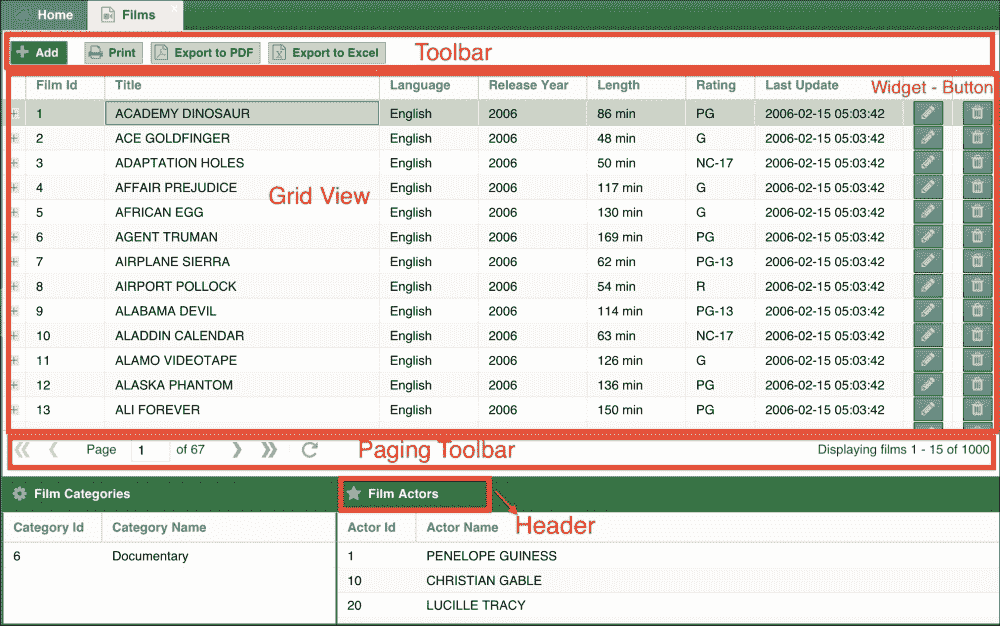 Home Films
Add Print Export to PDF Export to Excel Toolbar
Film Id Title Language Release Year Length Rating Last Update Widget - Button
1 ACADEMY DINOSAUR English 2006 86 min PG 2006-02-15 05:03:42
2 ACE GOLDFINGER English 2006 48 min G 2006-02-15 05:03:42
3 ADAPTATION HOLES English 2006 50 min NC-17 2006-02-15 05:03:42
4 AFFAIR PREJUDICE English 2006 117 min G 2006-02-15 05:03:42
Grid View
5 AFRICAN EGG English 2006 130 min G 2006-02-15 05:03:42
6 AGENT TRUMAN English 2006 169 min PG 2006-02-15 05:03:42
7 AIRPLANE SIERRA English 2006 62 min PG-13 2006-02-15 05:03:42
8 AIRPORT POLLOCK English 2006 54 min R 2006-02-15 05:03:42
9 ALABAMA DEVIL English 2006 114 min PG-13 2006-02-15 05:03:42
10 ALADDIN CALENDAR English 2006 63 min NC-17 2006-02-15 05:03:42
11 ALAMO VIDEOTAPE English 2006 126 min G 2006-02-15 05:03:42
12 ALASKA PHANTOM English 2006 136 min PG 2006-02-15 05:03:42
13 ALI FOREVER English 2006 150 min PG 2006-02-15 05:03:42
Page 1 of 67 Paging Toolbar Displaying films 1 - 15 of 1000
Film Categories Film Actors
Header
Category Id Category Name Actor Id Actor Name
6 Documentary 1 PENELOPE GUINESS
10 CHRISTIAN GABLE
20 LUCILLE TRACY